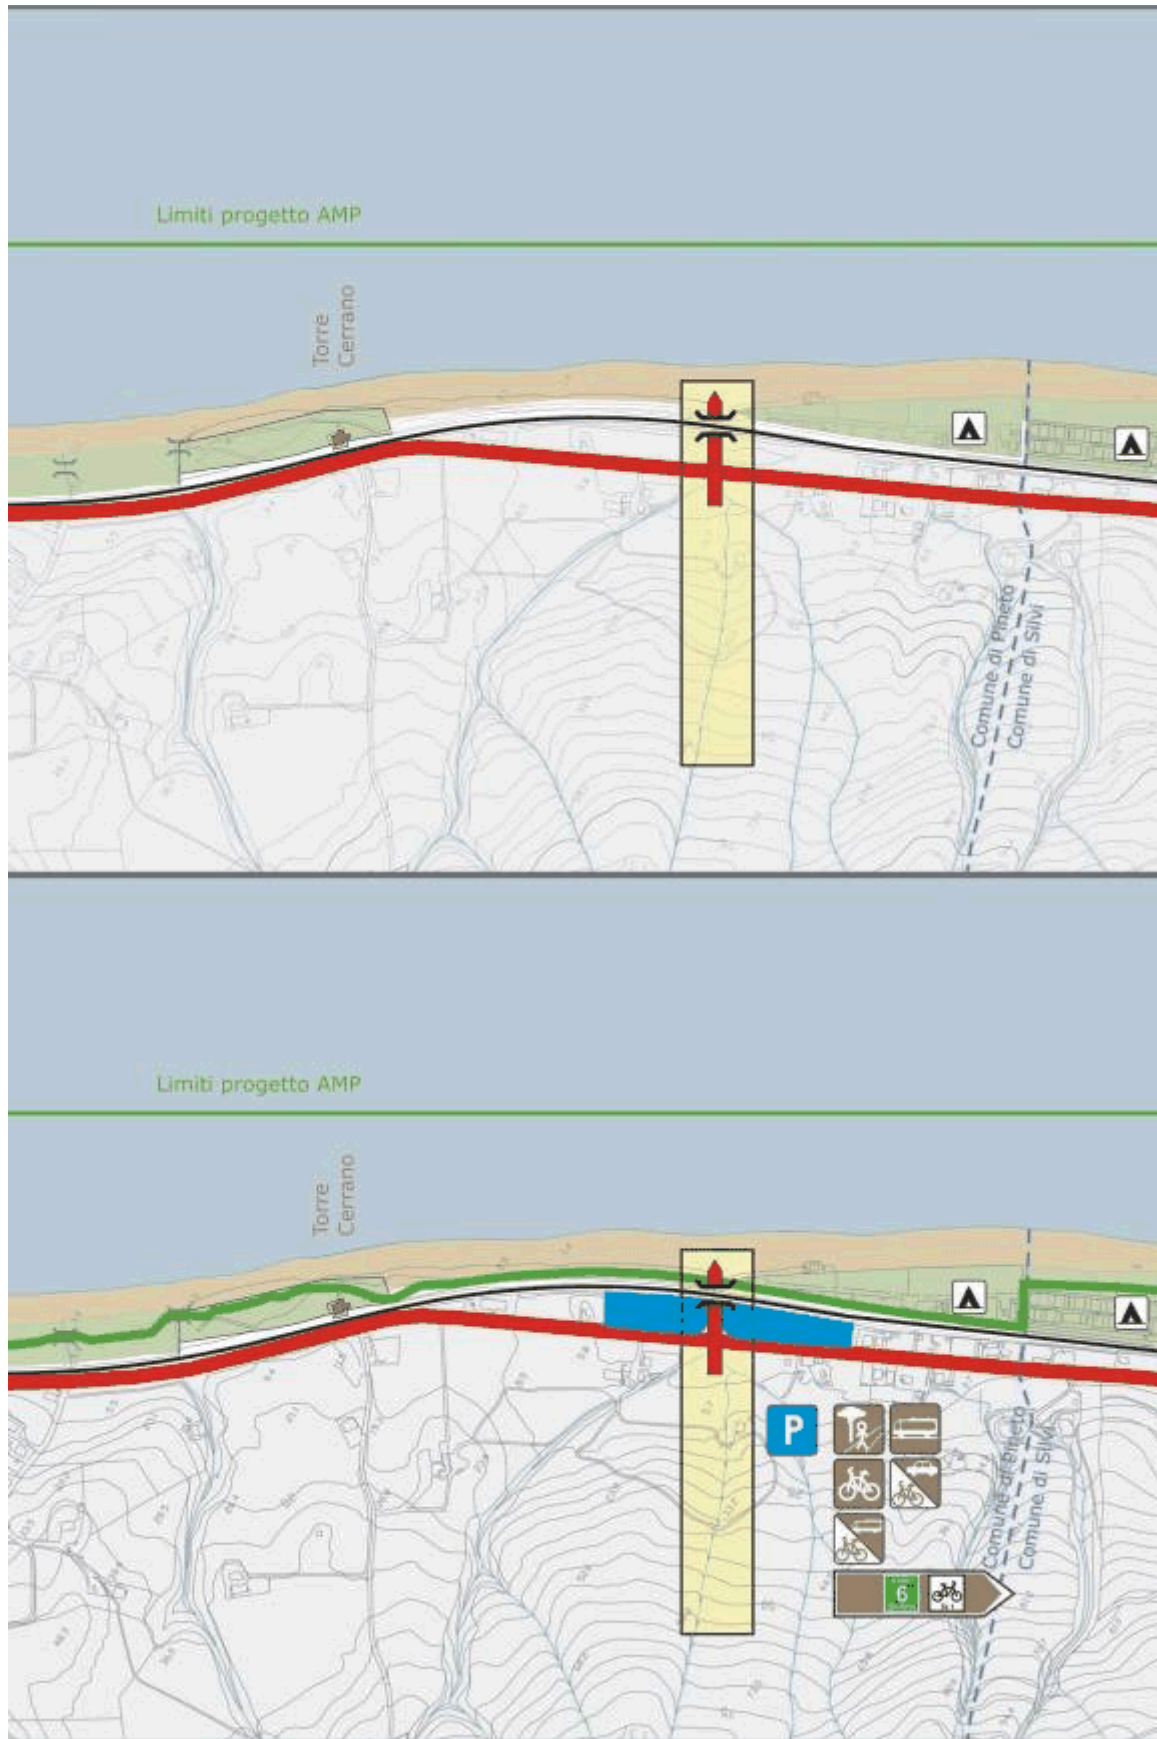 Limiti progetto AMP
Torre
Cerrano
Comune di Pineto
Comune di Silvi
Limiti progetto AMP
Torre
Cerrano
P
Comune di Pineto
Comune di Silvi
6